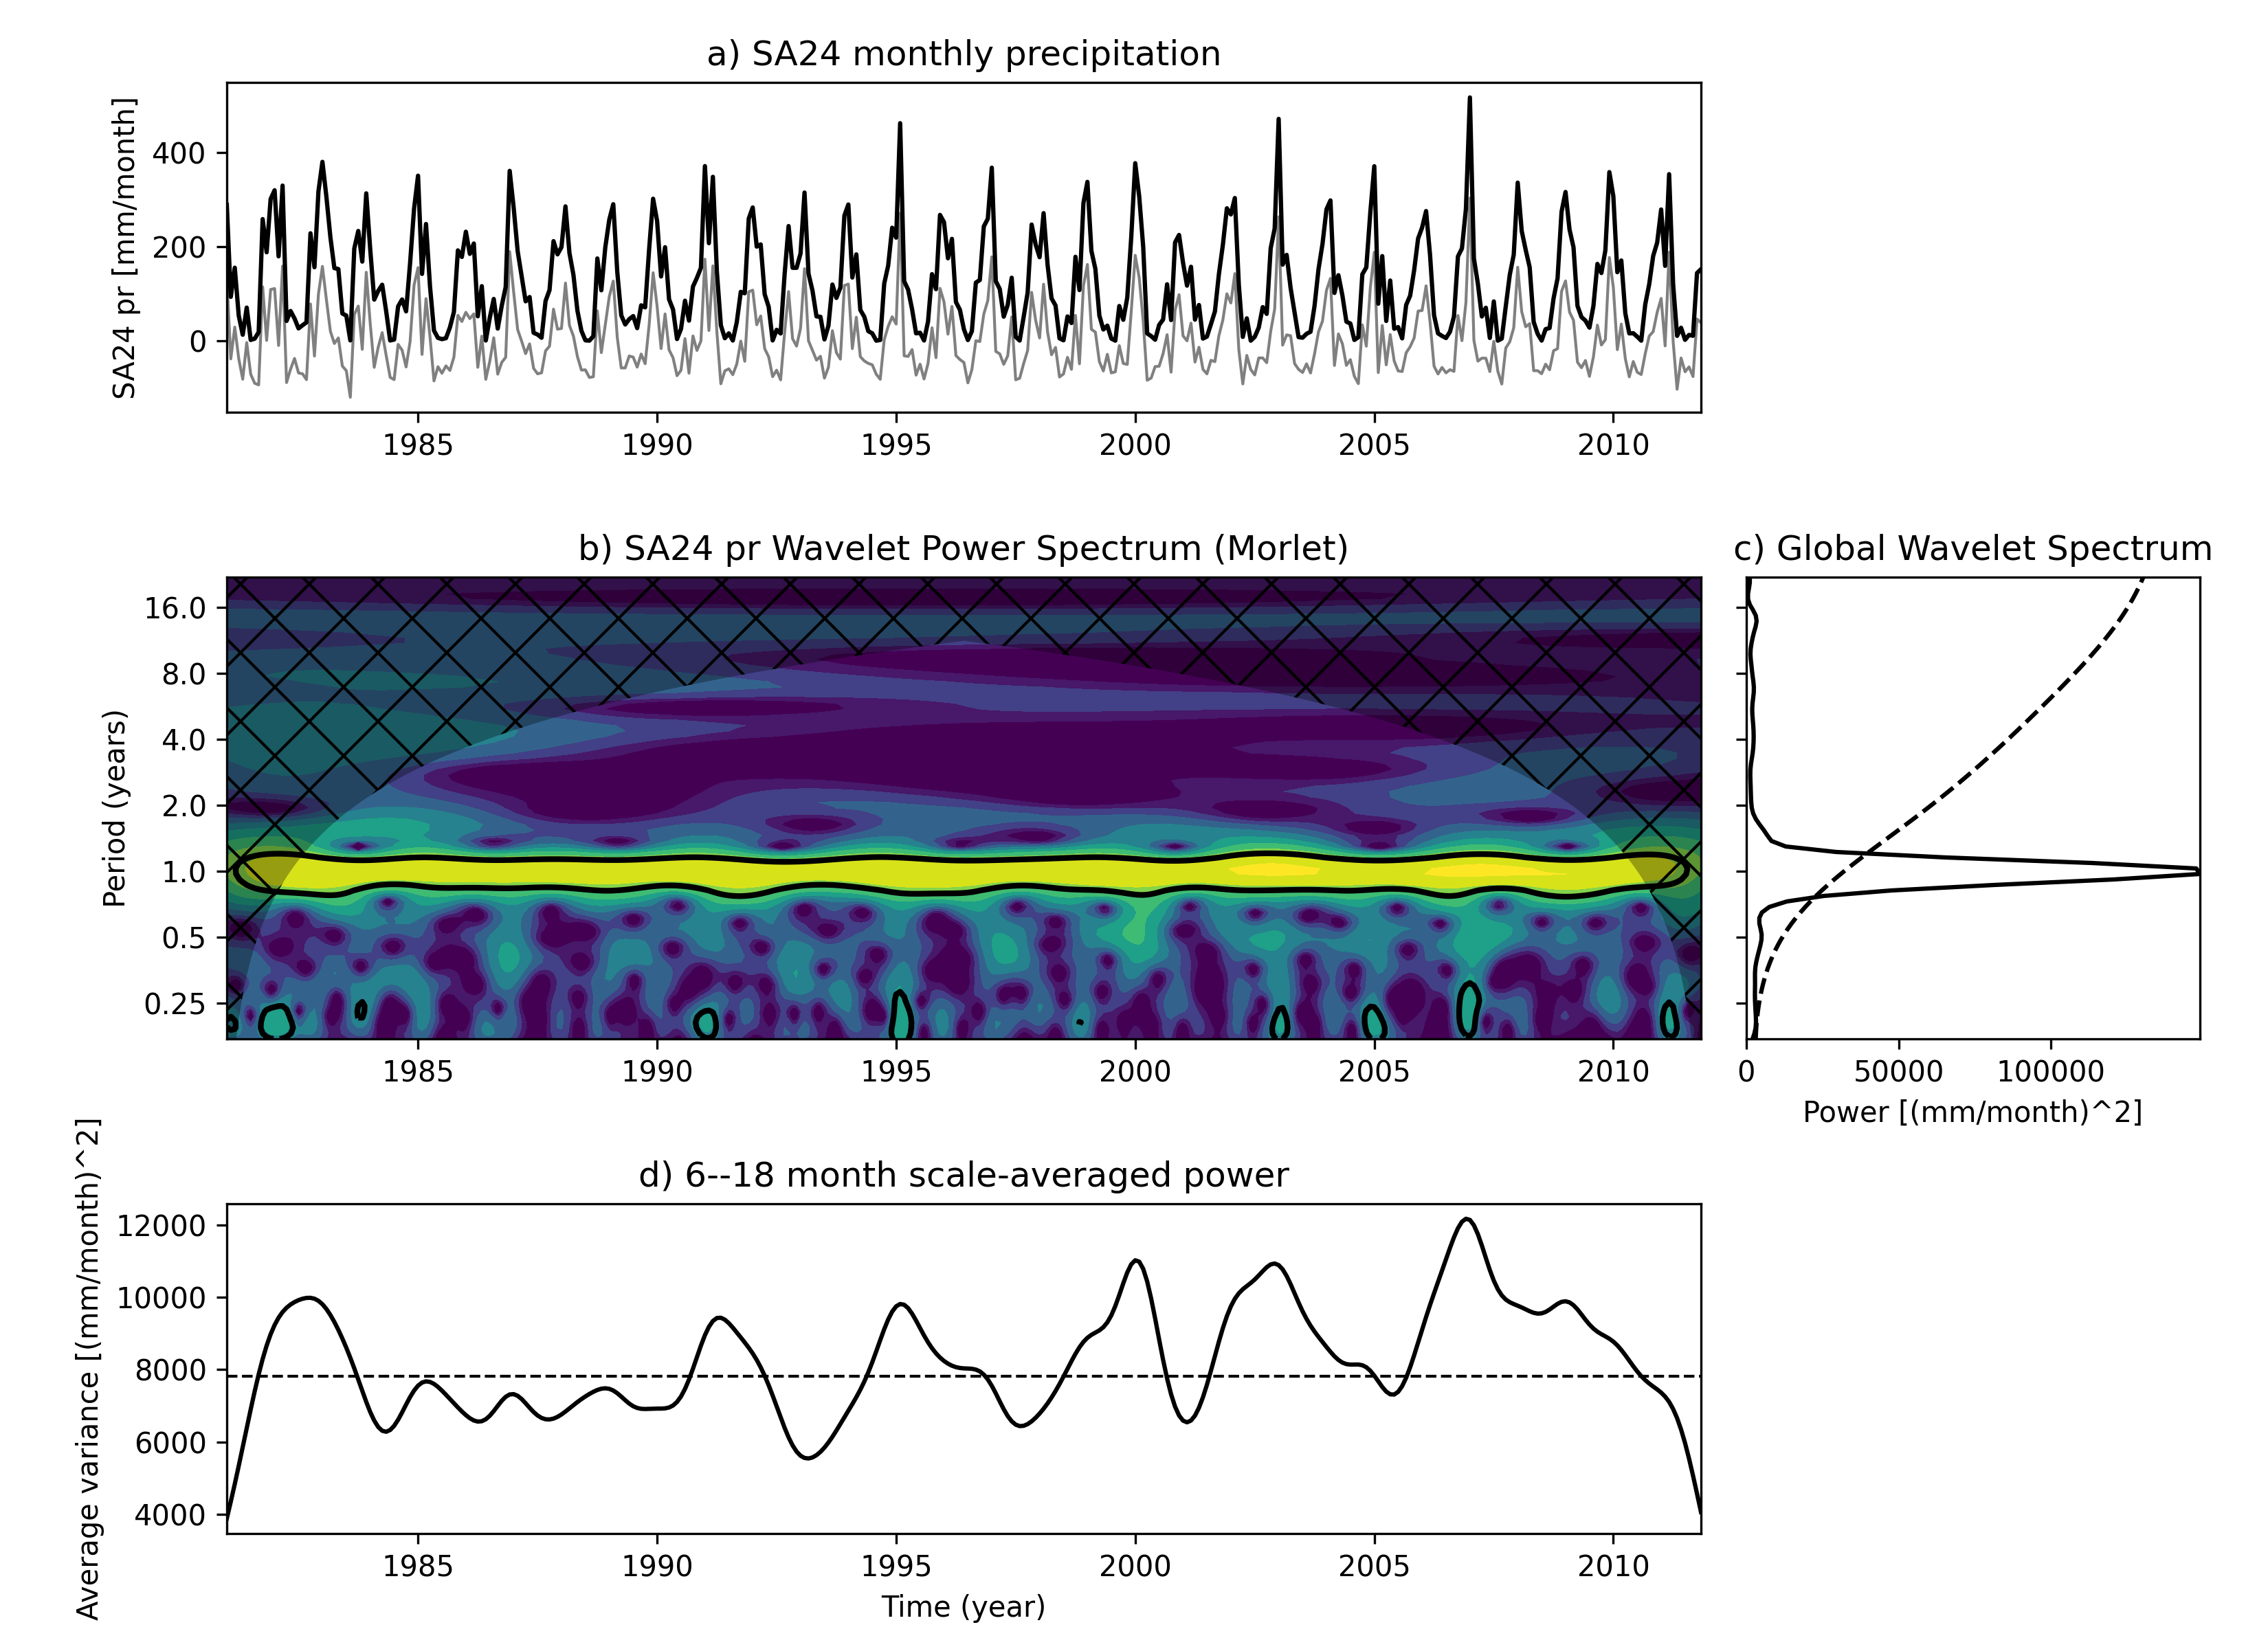 a) SA24 monthly precipitation
SA24 pr [mm/month]
400
200
0
1985 1990 1995 2000 2005 2010
b) SA24 pr Wavelet Power Spectrum (Morlet)
Period (years)
16.0
8.0
4.0
2.0
1.0
0.5
0.25
1985 1990 1995 2000 2005 2010
c) Global Wavelet Spectrum
0 50000 100000
Power [(mm/month)^2]
d) 6--18 month scale-averaged power
Average variance [(mm/month)^2]
12000
10000
8000
6000
4000
1985 1990 1995 2000 2005 2010
Time (year)